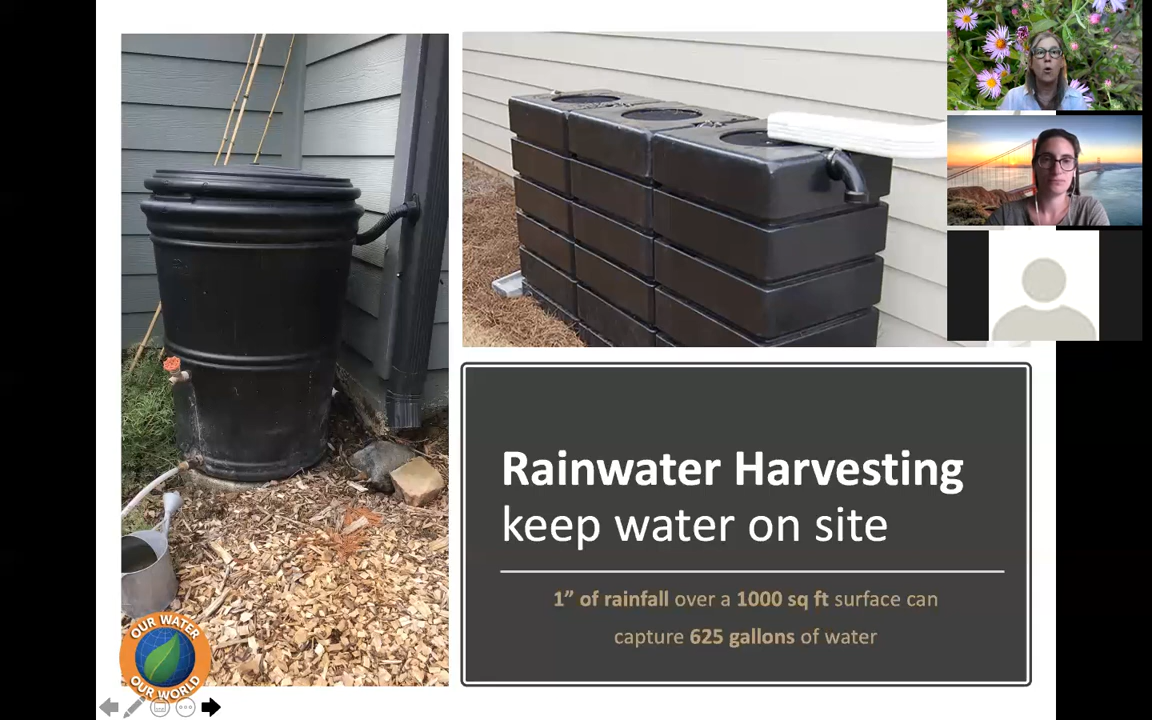 Rainwater Harvesting
keep water on site
1” of rainfall over a 1000 sq ft surface can
capture 625 gallons of water
OUR WATER
OUR WORLD